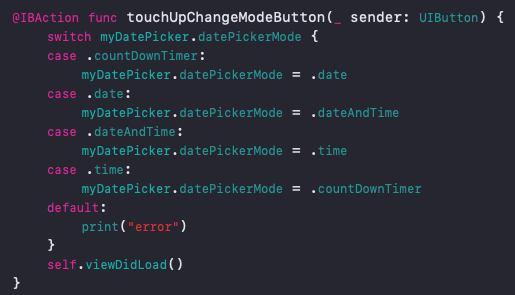 @IBAction func touchUpChangeModeButton(_ sender: UIButton) {
    switch myDatePicker.datePickerMode {
    case .countDownTimer:
        myDatePicker.datePickerMode = .date
    case .date:
        myDatePicker.datePickerMode = .dateAndTime
    case .dateAndTime:
        myDatePicker.datePickerMode = .time
    case .time:
        myDatePicker.datePickerMode = .countDownTimer
    default:
        print("error")
    }
    self.viewDidLoad()
}